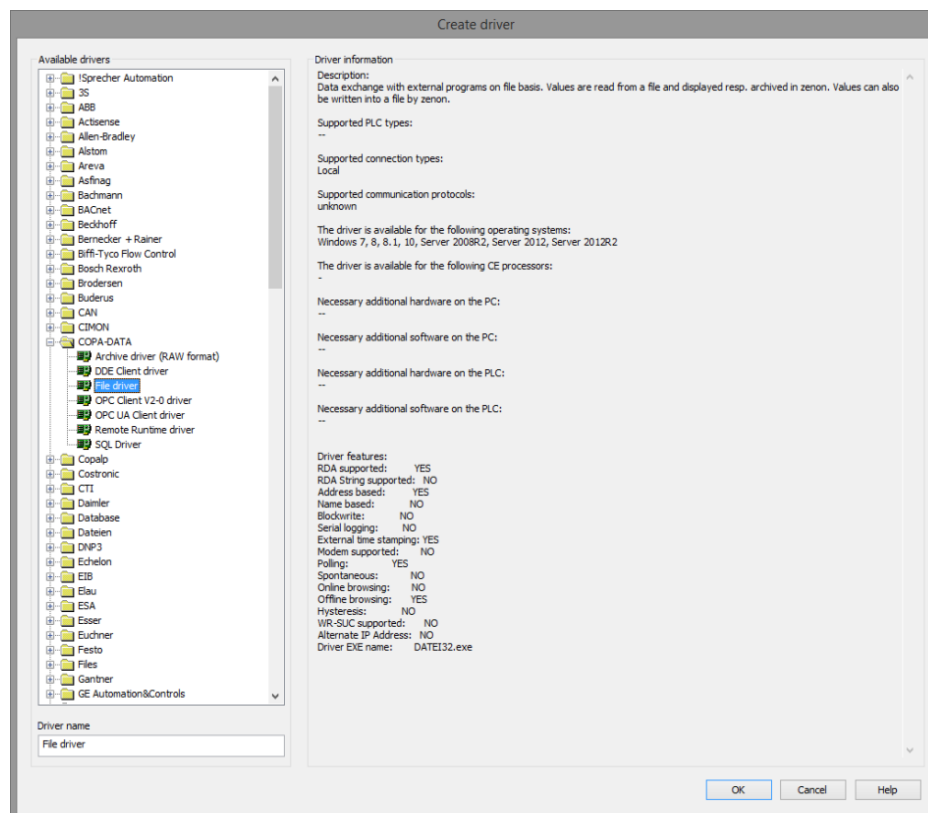 Create driver
Available drivers
!Sprecher Automation
3S
ABB
Actisense
Allen-Bradley
Alstom
Areva
Asfinag
Bachmann
BACnet
Beckhoff
Bernecker + Rainer
Biffi-Tyco Flow Control
Bosch Rexroth
Brodersen
Buderus
CAN
CIMON
COPA-DATA
Archive driver (RAW format)
DDE Client driver
File driver
OPC Client V2-0 driver
OPC UA Client driver
Remote Runtime driver
SQL Driver
Copalp
Costronic
CTI
Daimler
Database
Dateien
DNP3
Echelon
EIB
Elau
ESA
Esser
Euchner
Festo
Files
Gantner
GE Automation&Controls
Driver name
File driver
Driver information
Description:
Data exchange with external programs on file basis. Values are read from a file and displayed resp. archived in zenon. Values can also
be written into a file by zenon.
Supported PLC types:
--
Supported connection types:
Local
Supported communication protocols:
unknown
The driver is available for the following operating systems:
Windows 7, 8, 8.1, 10, Server 2008R2, Server 2012, Server 2012R2
The driver is available for the following CE processors:
-
Necessary additional hardware on the PC:
--
Necessary additional software on the PC:
--
Necessary additional hardware on the PLC:
--
Necessary additional software on the PLC:
--
Driver features:
RDA supported: YES
RDA String supported: NO
Address based: YES
Name based: NO
Blockwrite: NO
Serial logging: NO
External time stamping: YES
Modem supported: NO
Polling: YES
Spontaneous: NO
Online browsing: NO
Offline browsing: YES
Hysteresis: NO
WR-SUC supported: NO
Alternate IP Address: NO
Driver EXE name: DATEI32.exe
OK
Cancel
Help